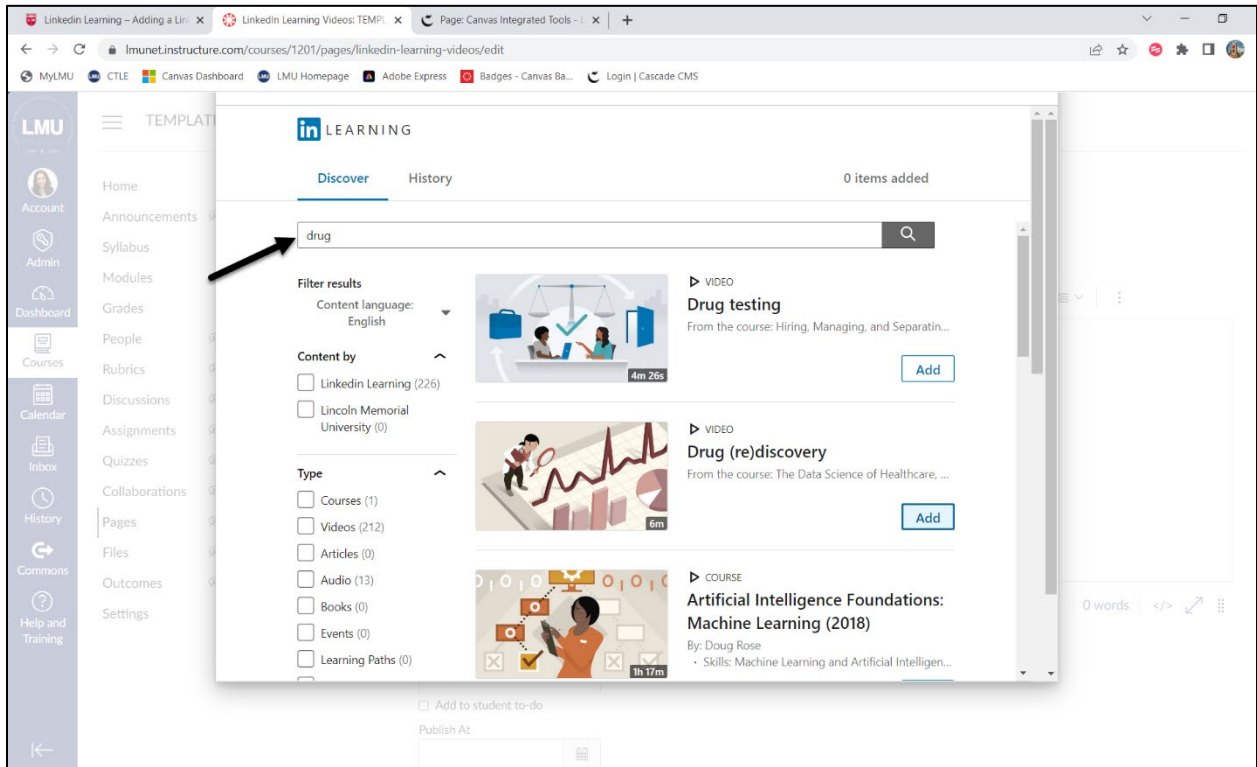 Linkedin Learning – Adding a Lin
LinkedIn Learning Videos: TEMPL
Page: Canvas Integrated Tools - L
lmunet.instructure.com/courses/1201/pages/linkedin-learning-videos/edit
MyLMU
CTLE
Canvas Dashboard
LMU Homepage
Adobe Express
Badges - Canvas Ba...
Login | Cascade CMS
LMU
Account
Admin
Dashboard
Courses
Calendar
Inbox
History
Commons
Help and
Training
TEMPLAT
Home
Announcements
Syllabus
Modules
Grades
People
Rubrics
Discussions
Assignments
Quizzes
Collaborations
Pages
Files
Outcomes
Settings
in LEARNING
Discover
History
0 items added
drug
Filter results
Content language:
English
Content by
Linkedin Learning (226)
Lincoln Memorial
University (0)
Type
Courses (1)
Videos (212)
Articles (0)
Audio (13)
Books (0)
Events (0)
Learning Paths (0)
4m 26s
VIDEO
Drug testing
From the course: Hiring, Managing, and Separatin...
Add
6m
VIDEO
Drug (re)discovery
From the course: The Data Science of Healthcare, ...
Add
1h 17m
COURSE
Artificial Intelligence Foundations:
Machine Learning (2018)
By: Doug Rose
• Skills: Machine Learning and Artificial Intelligen...
0 words
</>
Add to student to-do
Publish At